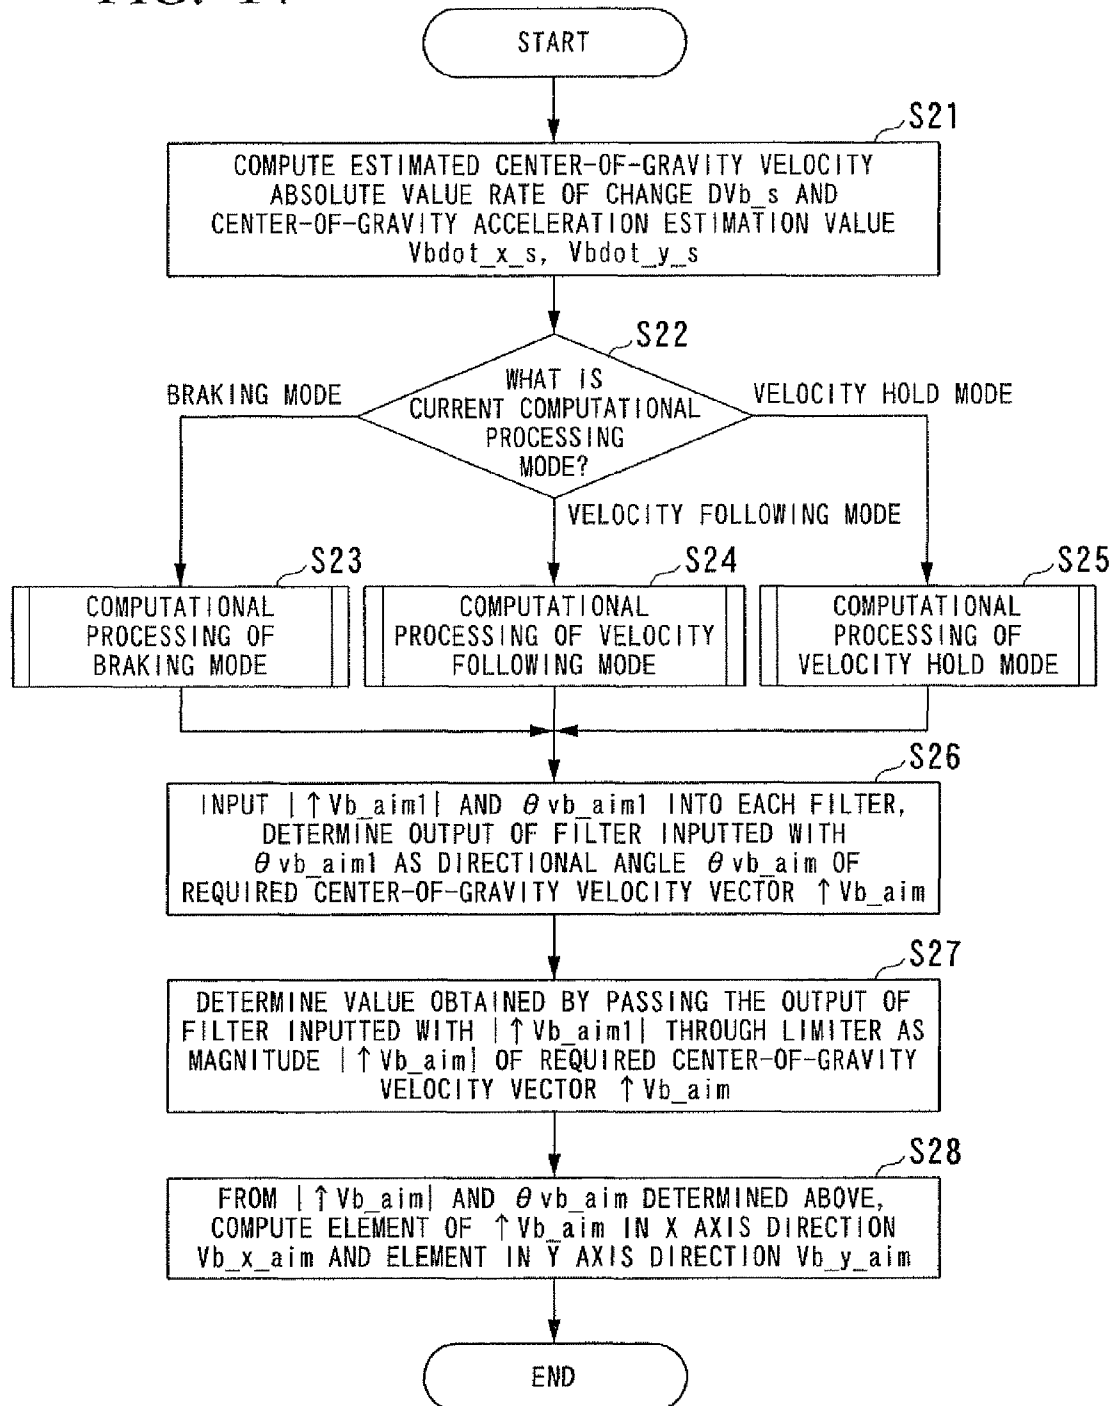 START
S21
COMPUTE ESTIMATED CENTER-OF-GRAVITY VELOCITY
ABSOLUTE VALUE RATE OF CHANGE DVb_s AND
CENTER-OF-GRAVITY ACCELERATION ESTIMATION VALUE
Vbdot_x_s, Vbdot_y_s
S22
WHAT IS
CURRENT COMPUTATIONAL
PROCESSING
MODE?
BRAKING MODE
VELOCITY HOLD MODE
VELOCITY FOLLOWING MODE
S23
COMPUTATIONAL
PROCESSING OF
BRAKING MODE
S24
COMPUTATIONAL
PROCESSING OF VELOCITY
FOLLOWING MODE
S25
COMPUTATIONAL
PROCESSING OF
VELOCITY HOLD MODE
S26
INPUT |↑Vb_aim1| AND θvb_aim1 INTO EACH FILTER,
DETERMINE OUTPUT OF FILTER INPUTTED WITH
θvb_aim1 AS DIRECTIONAL ANGLE θvb_aim OF
REQUIRED CENTER-OF-GRAVITY VELOCITY VECTOR ↑Vb_aim
S27
DETERMINE VALUE OBTAINED BY PASSING THE OUTPUT OF
FILTER INPUTTED WITH |↑Vb_aim1| THROUGH LIMITER AS
MAGNITUDE |↑Vb_aim| OF REQUIRED CENTER-OF-GRAVITY
VELOCITY VECTOR ↑Vb_aim
S28
FROM |↑Vb_aim| AND θvb_aim DETERMINED ABOVE,
COMPUTE ELEMENT OF ↑Vb_aim IN X AXIS DIRECTION
Vb_x_aim AND ELEMENT IN Y AXIS DIRECTION Vb_y_aim
END